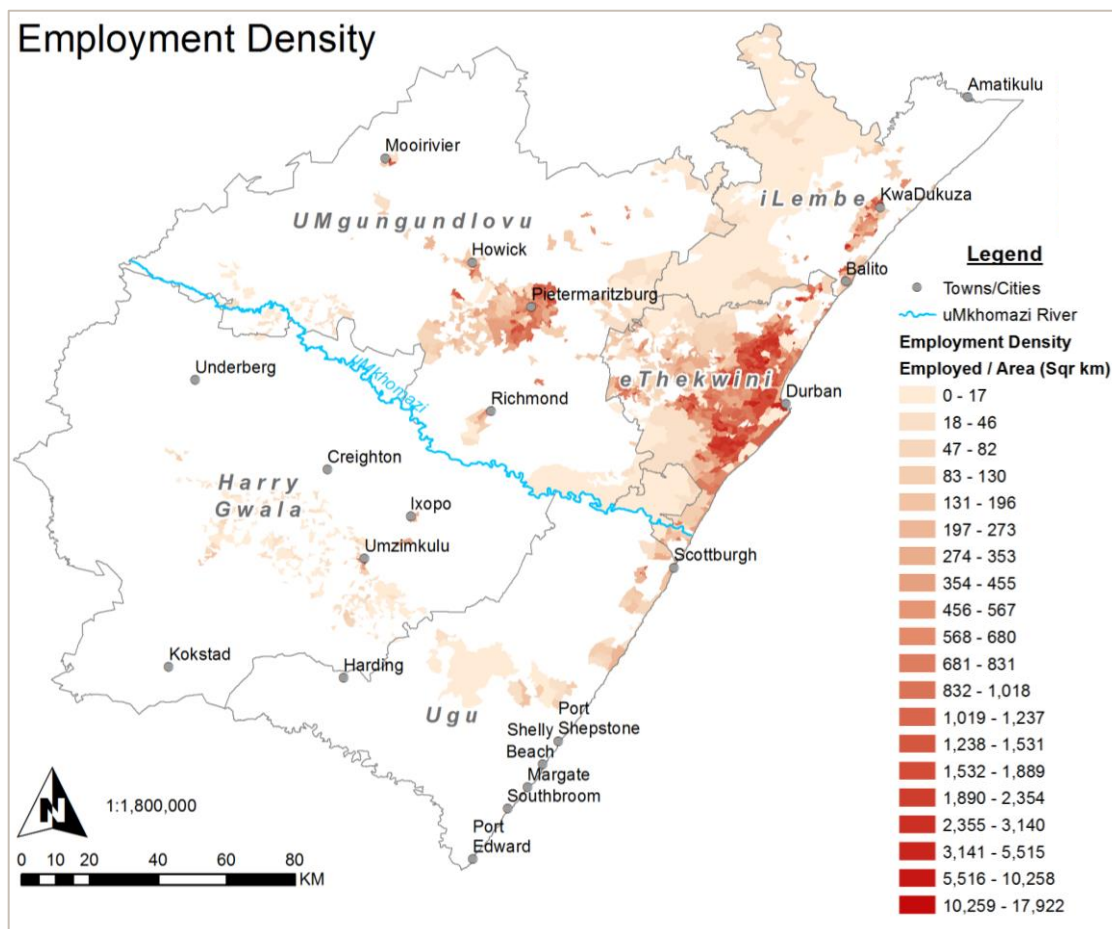 Employment Density
Amatikulu
Mooirivier
iLembe
KwaDukuza
UMgungundlovu
Howick
Balito
Pietermaritzburg
uMkhomazi
Underberg
eThekwini
Durban
Richmond
Creighton
Harry
Gwala
Ixopo
Umzimkulu
Scottburgh
Kokstad
Harding
Ugu
Port
Shepstone
Shelly
Beach
Margate
Southbroom
Port
Edward
N
1:1,800,000
0 10 20 40 60 80
KM
Legend
Towns/Cities
uMkhomazi River
Employment Density
Employed / Area (Sqr km)
0 - 17
18 - 46
47 - 82
83 - 130
131 - 196
197 - 273
274 - 353
354 - 455
456 - 567
568 - 680
681 - 831
832 - 1,018
1,019 - 1,237
1,238 - 1,531
1,532 - 1,889
1,890 - 2,354
2,355 - 3,140
3,141 - 5,515
5,516 - 10,258
10,259 - 17,922